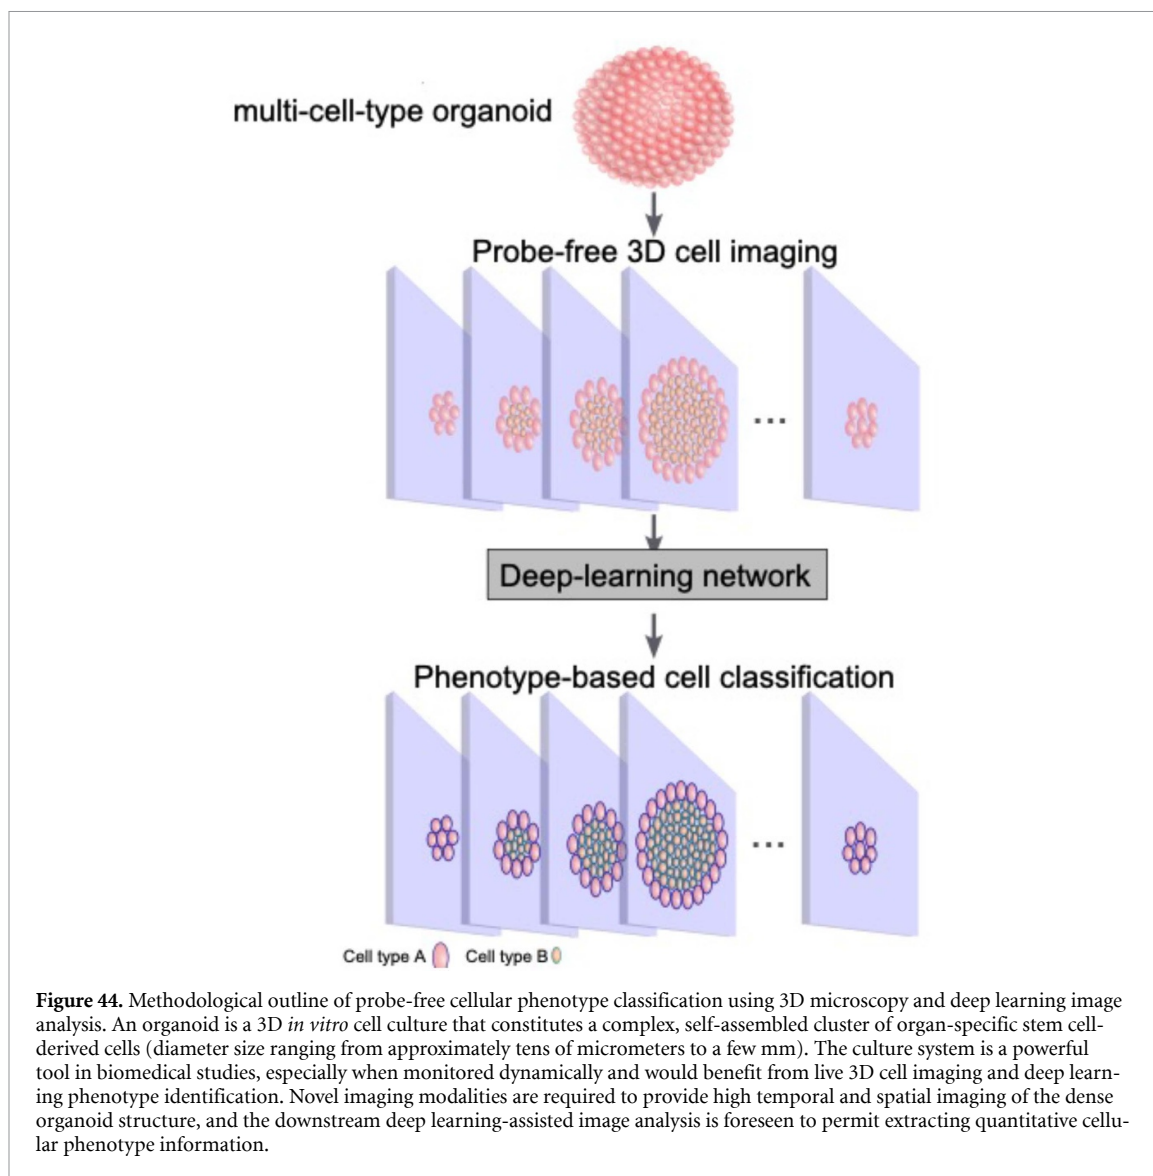 multi-cell-type organoid
Probe-free 3D cell imaging
...
Deep-learning network
Phenotype-based cell classification
...
Cell type A Cell type B
Figure 44. Methodological outline of probe-free cellular phenotype classification using 3D microscopy and deep learning image
analysis. An organoid is a 3D in vitro cell culture that constitutes a complex, self-assembled cluster of organ-specific stem cell-
derived cells (diameter size ranging from approximately tens of micrometers to a few mm). The culture system is a powerful
tool in biomedical studies, especially when monitored dynamically and would benefit from live 3D cell imaging and deep learn-
ing phenotype identification. Novel imaging modalities are required to provide high temporal and spatial imaging of the dense
organoid structure, and the downstream deep learning-assisted image analysis is foreseen to permit extracting quantitative cellu-
lar phenotype information.